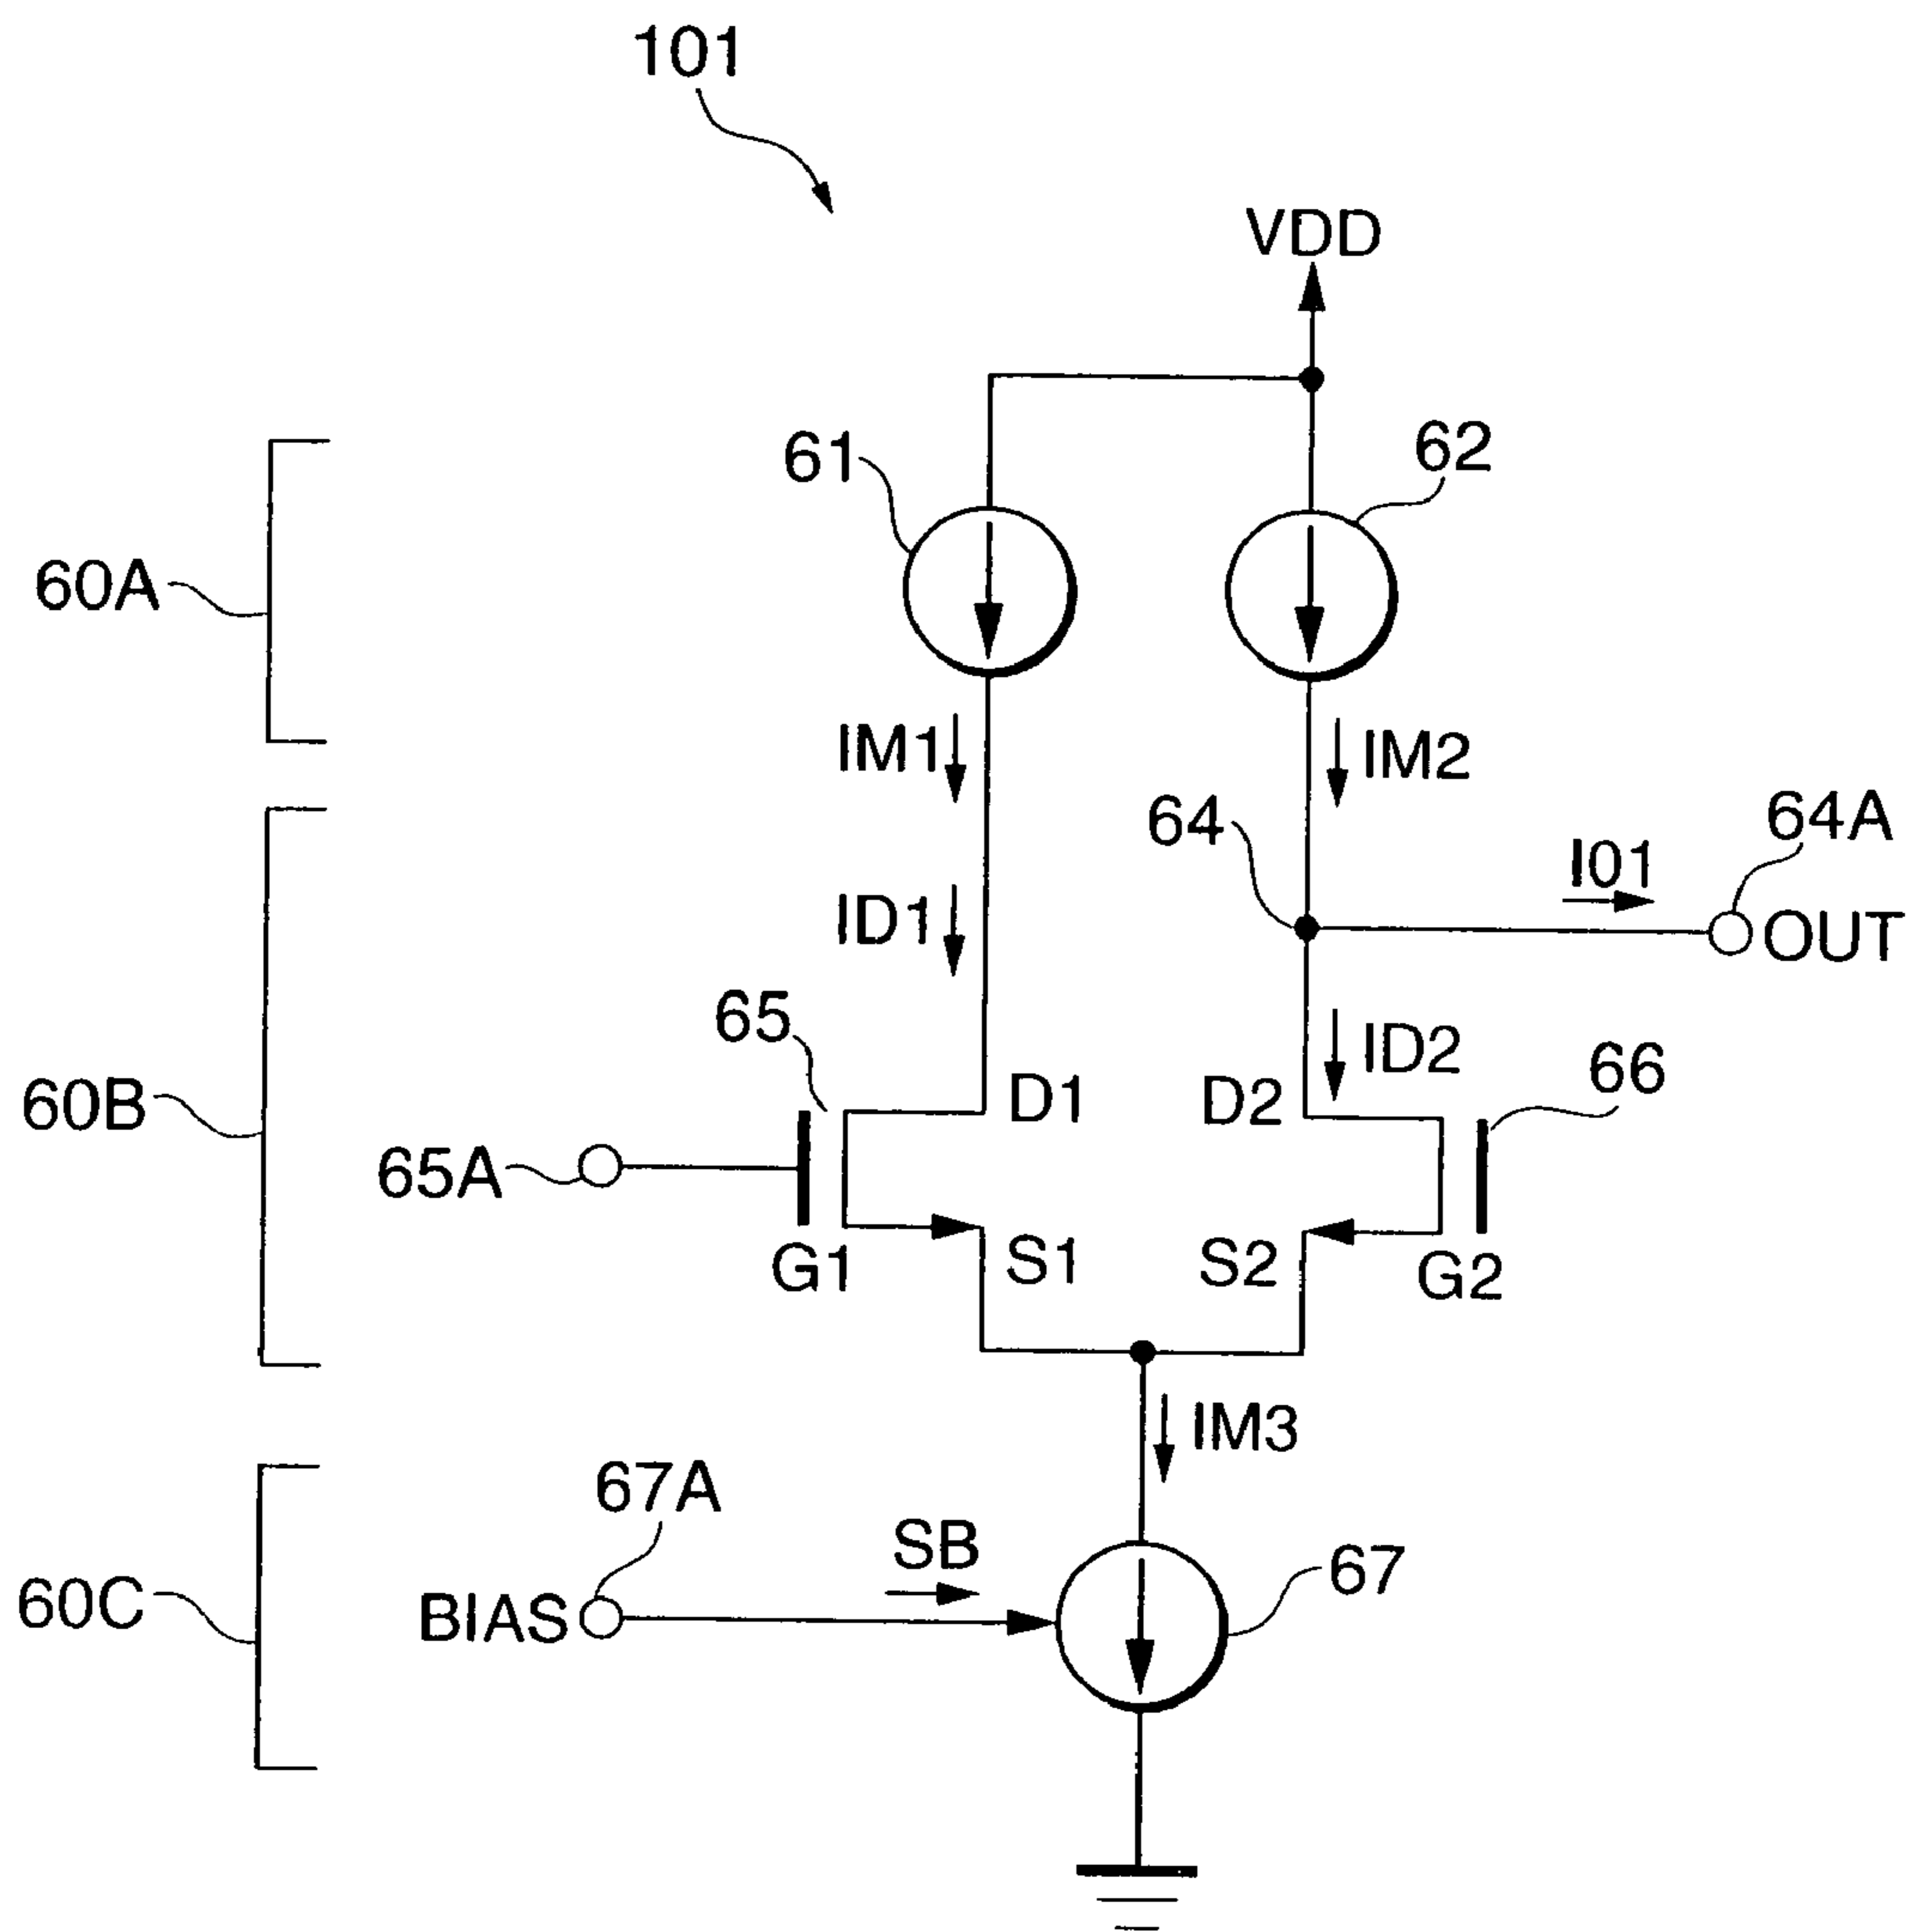 101
VDD
61
62
60A
IM1
IM2
64
64A
I01
ID1
OUT
65
ID2
66
D1
D2
60B
65A
G1
S1
S2
G2
IM3
67A
SB
67
60C
BIAS